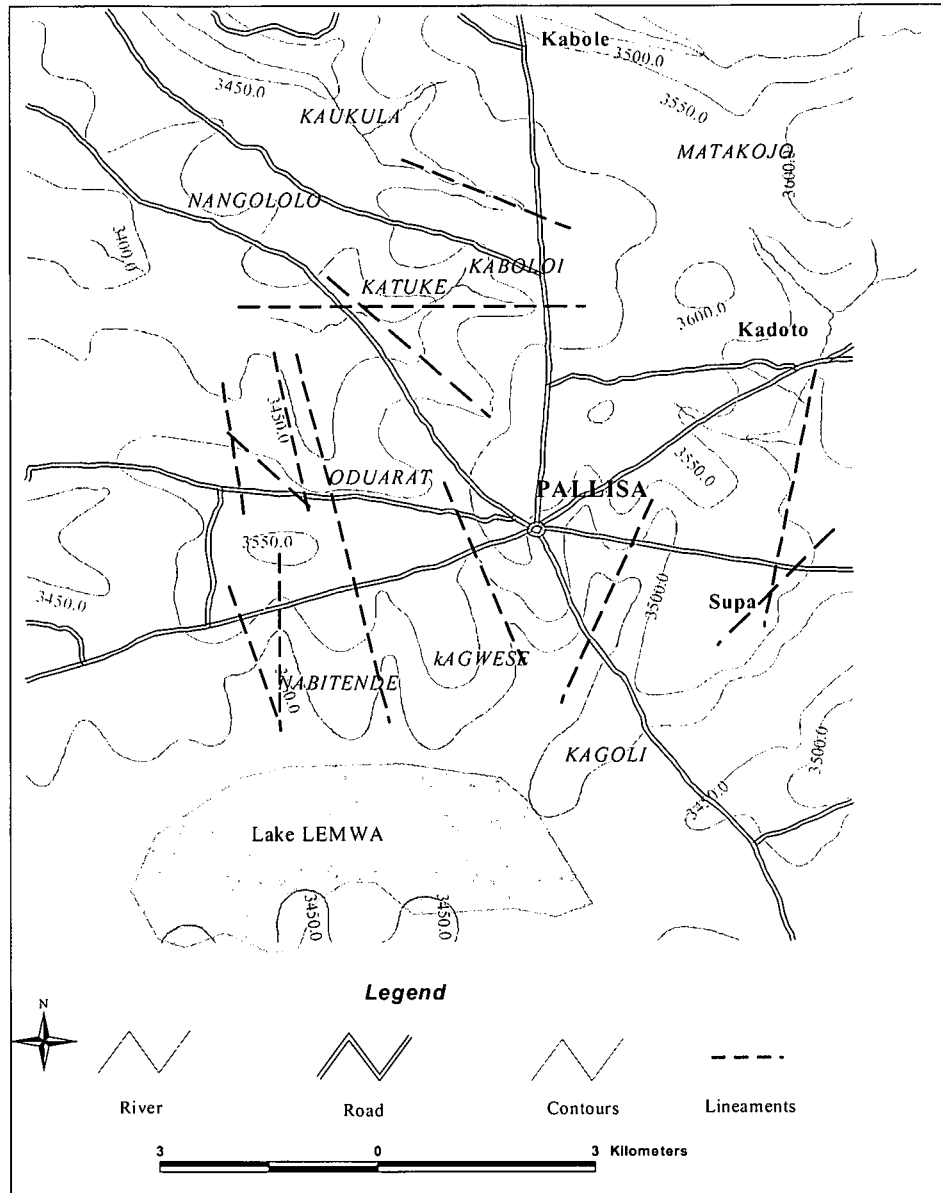 Kabole
3500.0
3450.0
3550.0
KAUKULA
MATAKOJO
3600.0
NANGOLOLO
3400.0
KABOLOI
KATUKE
3600.0
Kadoto
3450.0
3550.0
ODUARAT
PALLISA
3550.0
3450.0
3500.0
Supa
kAGWESE
NABITENDE
KAGOLI
3500.0
3450.0
Lake LEMWA
3450.0
3450.0
Legend
N
River
Road
Contours
Lineaments
3
0
3 Kilometers